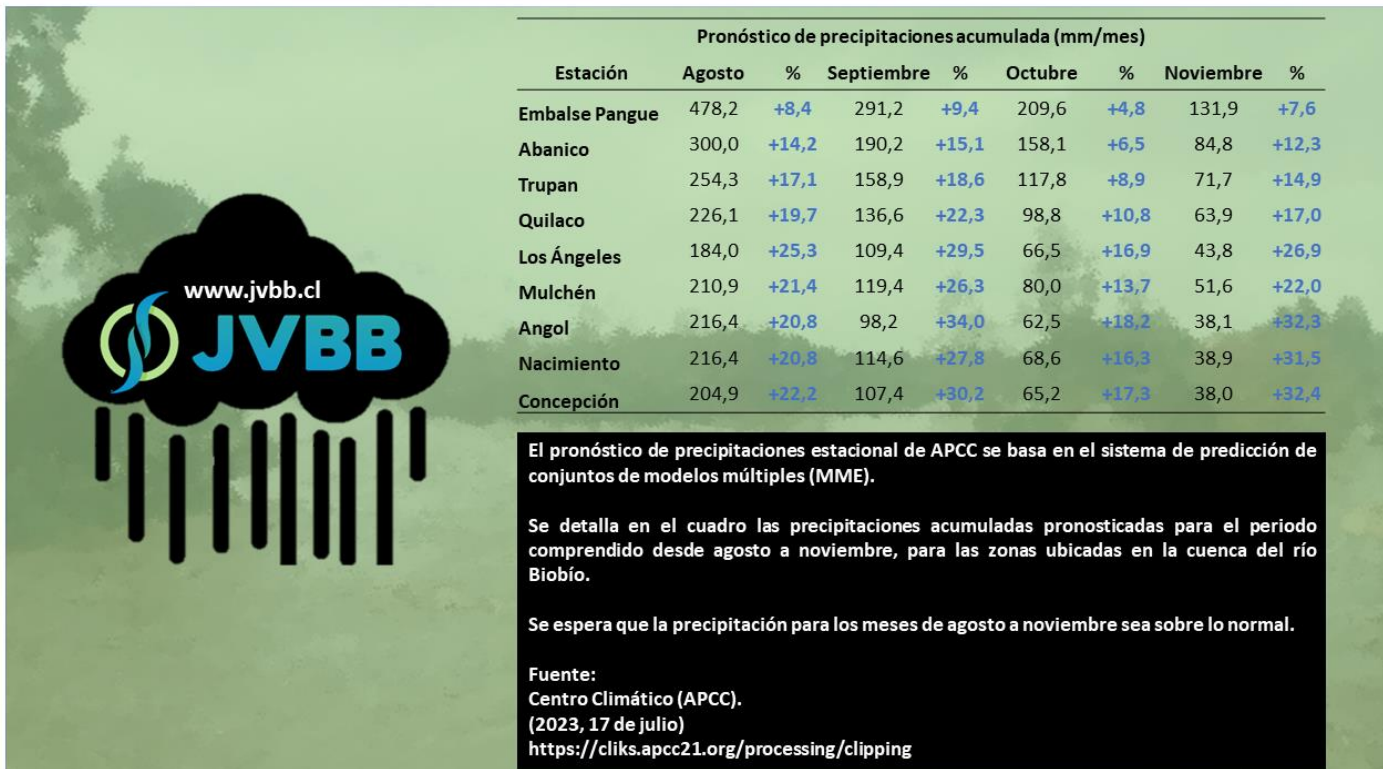 www.jvbb.cl
JVBB
Pronóstico de precipitaciones acumulada (mm/mes)
Estación Agosto % Septiembre % Octubre % Noviembre %
Embalse Pangue 478,2 +8,4 291,2 +9,4 209,6 +4,8 131,9 +7,6
Abanico 300,0 +14,2 190,2 +15,1 158,1 +6,5 84,8 +12,3
Trupan 254,3 +17,1 158,9 +18,6 117,8 +8,9 71,7 +14,9
Quilaco 226,1 +19,7 136,6 +22,3 98,8 +10,8 63,9 +17,0
Los Ángeles 184,0 +25,3 109,4 +29,5 66,5 +16,9 43,8 +26,9
Mulchén 210,9 +21,4 119,4 +26,3 80,0 +13,7 51,6 +22,0
Angol 216,4 +20,8 98,2 +34,0 62,5 +18,2 38,1 +32,3
Nacimiento 216,4 +20,8 114,6 +27,8 68,6 +16,3 38,9 +31,5
Concepción 204,9 +22,2 107,4 +30,2 65,2 +17,3 38,0 +32,4
El pronóstico de precipitaciones estacional de APCC se basa en el sistema de predicción de
conjuntos de modelos múltiples (MME).
Se detalla en el cuadro las precipitaciones acumuladas pronosticadas para el periodo
comprendido desde agosto a noviembre, para las zonas ubicadas en la cuenca del río
Biobío.
Se espera que la precipitación para los meses de agosto a noviembre sea sobre lo normal.
Fuente:
Centro Climático (APCC).
(2023, 17 de julio)
https://cliks.apcc21.org/processing/clipping